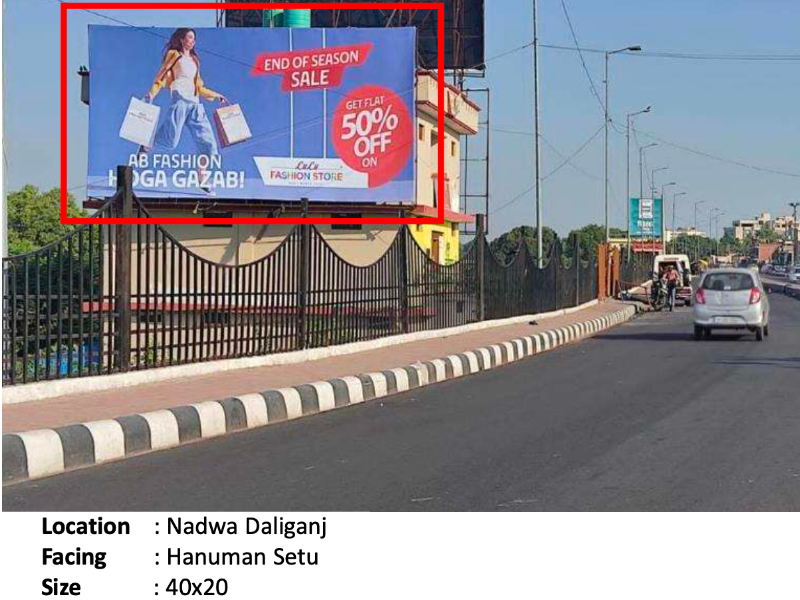 END OF SEASON
SALE
GET FLAT
50%
OFF
ON
AB FASHION
HOGA GAZAB!
LuLu
FASHION STORE
Location : Nadwa Daliganj
Facing : Hanuman Setu
Size : 40x20